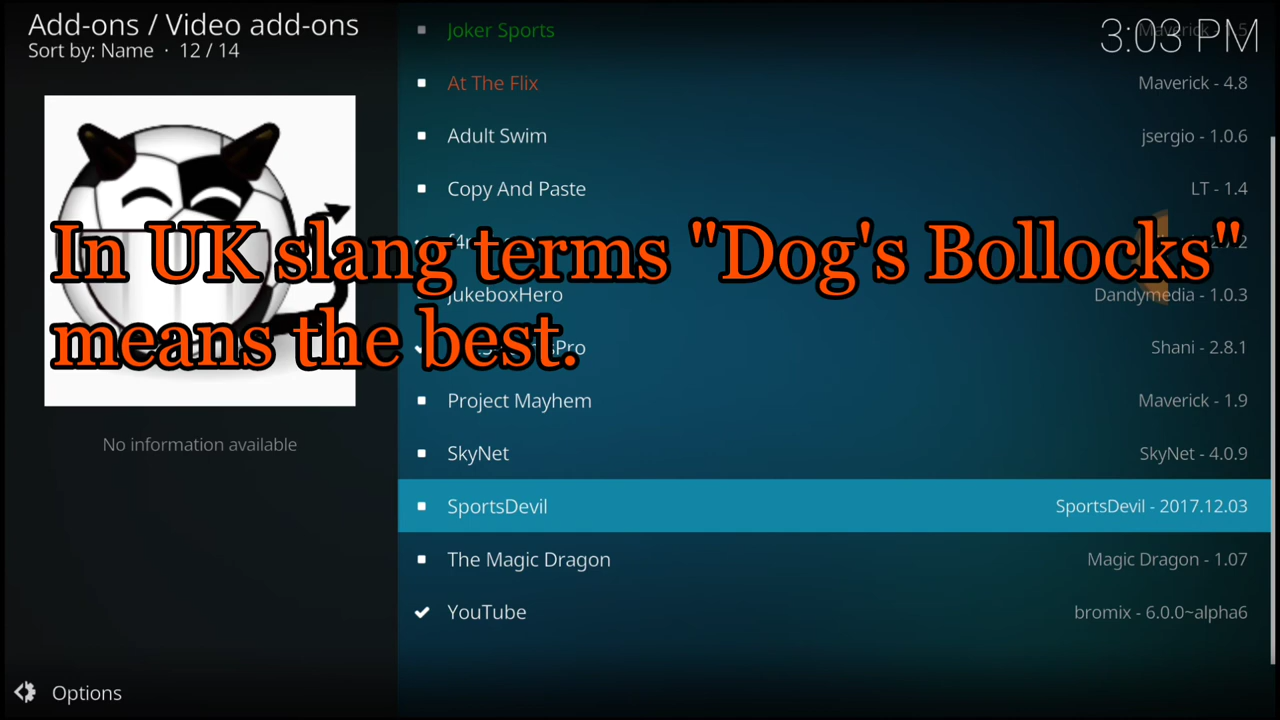 Add-ons / Video add-ons
Sort by: Name · 12 / 14
3:03 PM
Joker Sports
At The Flix Maverick - 4.8
Adult Swim jsergio - 1.0.6
Copy And Paste LT - 1.4
In UK slang terms "Dog's Bollocks"
JukeboxHero Dandymedia - 1.0.3
means the best.
Pro Shani - 2.8.1
Project Mayhem Maverick - 1.9
No information available
SkyNet SkyNet - 4.0.9
SportsDevil SportsDevil - 2017.12.03
The Magic Dragon Magic Dragon - 1.07
YouTube bromix - 6.0.0~alpha6
Options